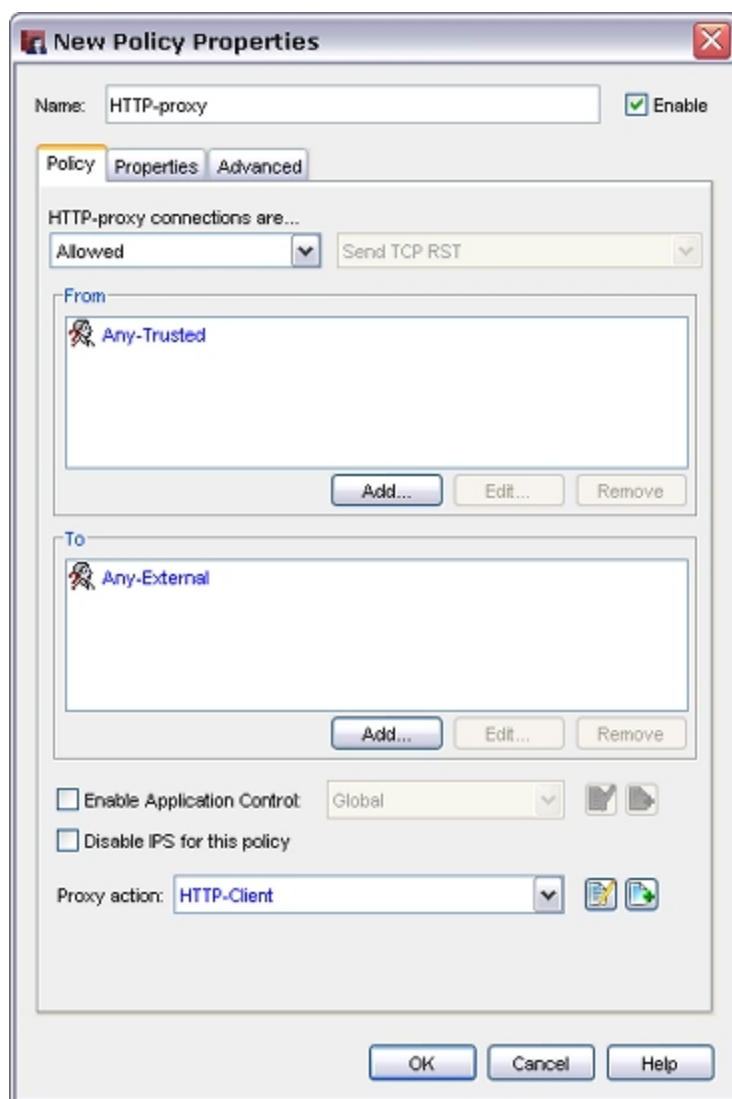 New Policy Properties
Name: HTTP-proxy Enable
Policy Properties Advanced
HTTP-proxy connections are...
Allowed Send TCP RST
From
Any-Trusted
Add... Edit... Remove
To
Any-External
Add... Edit... Remove
Enable Application Control: Global
Disable IPS for this policy
Proxy action: HTTP-Client
OK Cancel Help